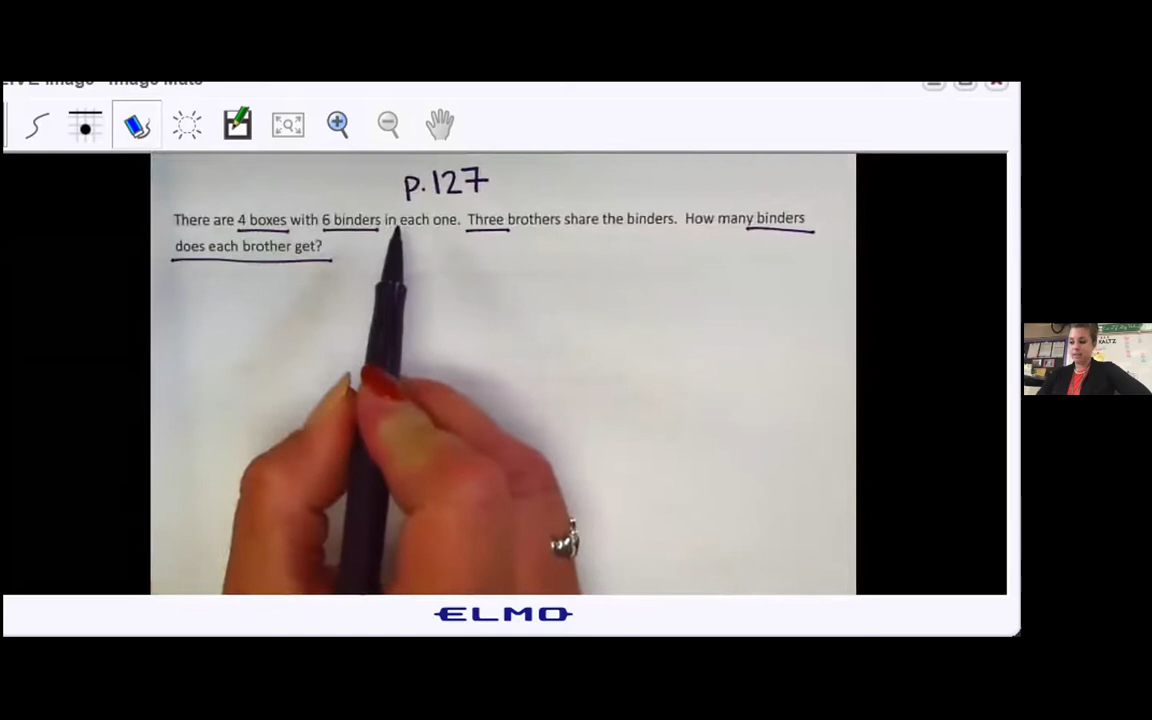 p.127
There are 4 boxes with 6 binders in each one. Three brothers share the binders. How many binders
does each brother get?
ELMO